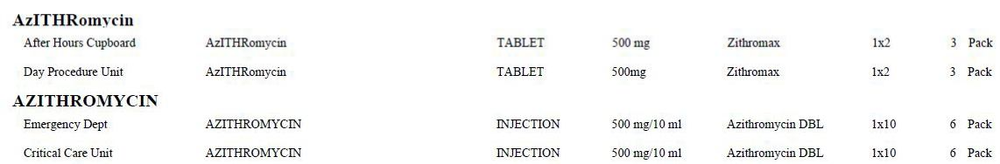 AzITHRomycin
After Hours Cupboard AzITHRomycin TABLET 500 mg Zithromax 1x2 3 Pack
Day Procedure Unit AzITHRomycin TABLET 500mg Zithromax 1x2 3 Pack
AZITHROMYCIN
Emergency Dept AZITHROMYCIN INJECTION 500 mg/10 ml Azithromycin DBL 1x10 6 Pack
Critical Care Unit AZITHROMYCIN INJECTION 500 mg/10 ml Azithromycin DBL 1x10 6 Pack